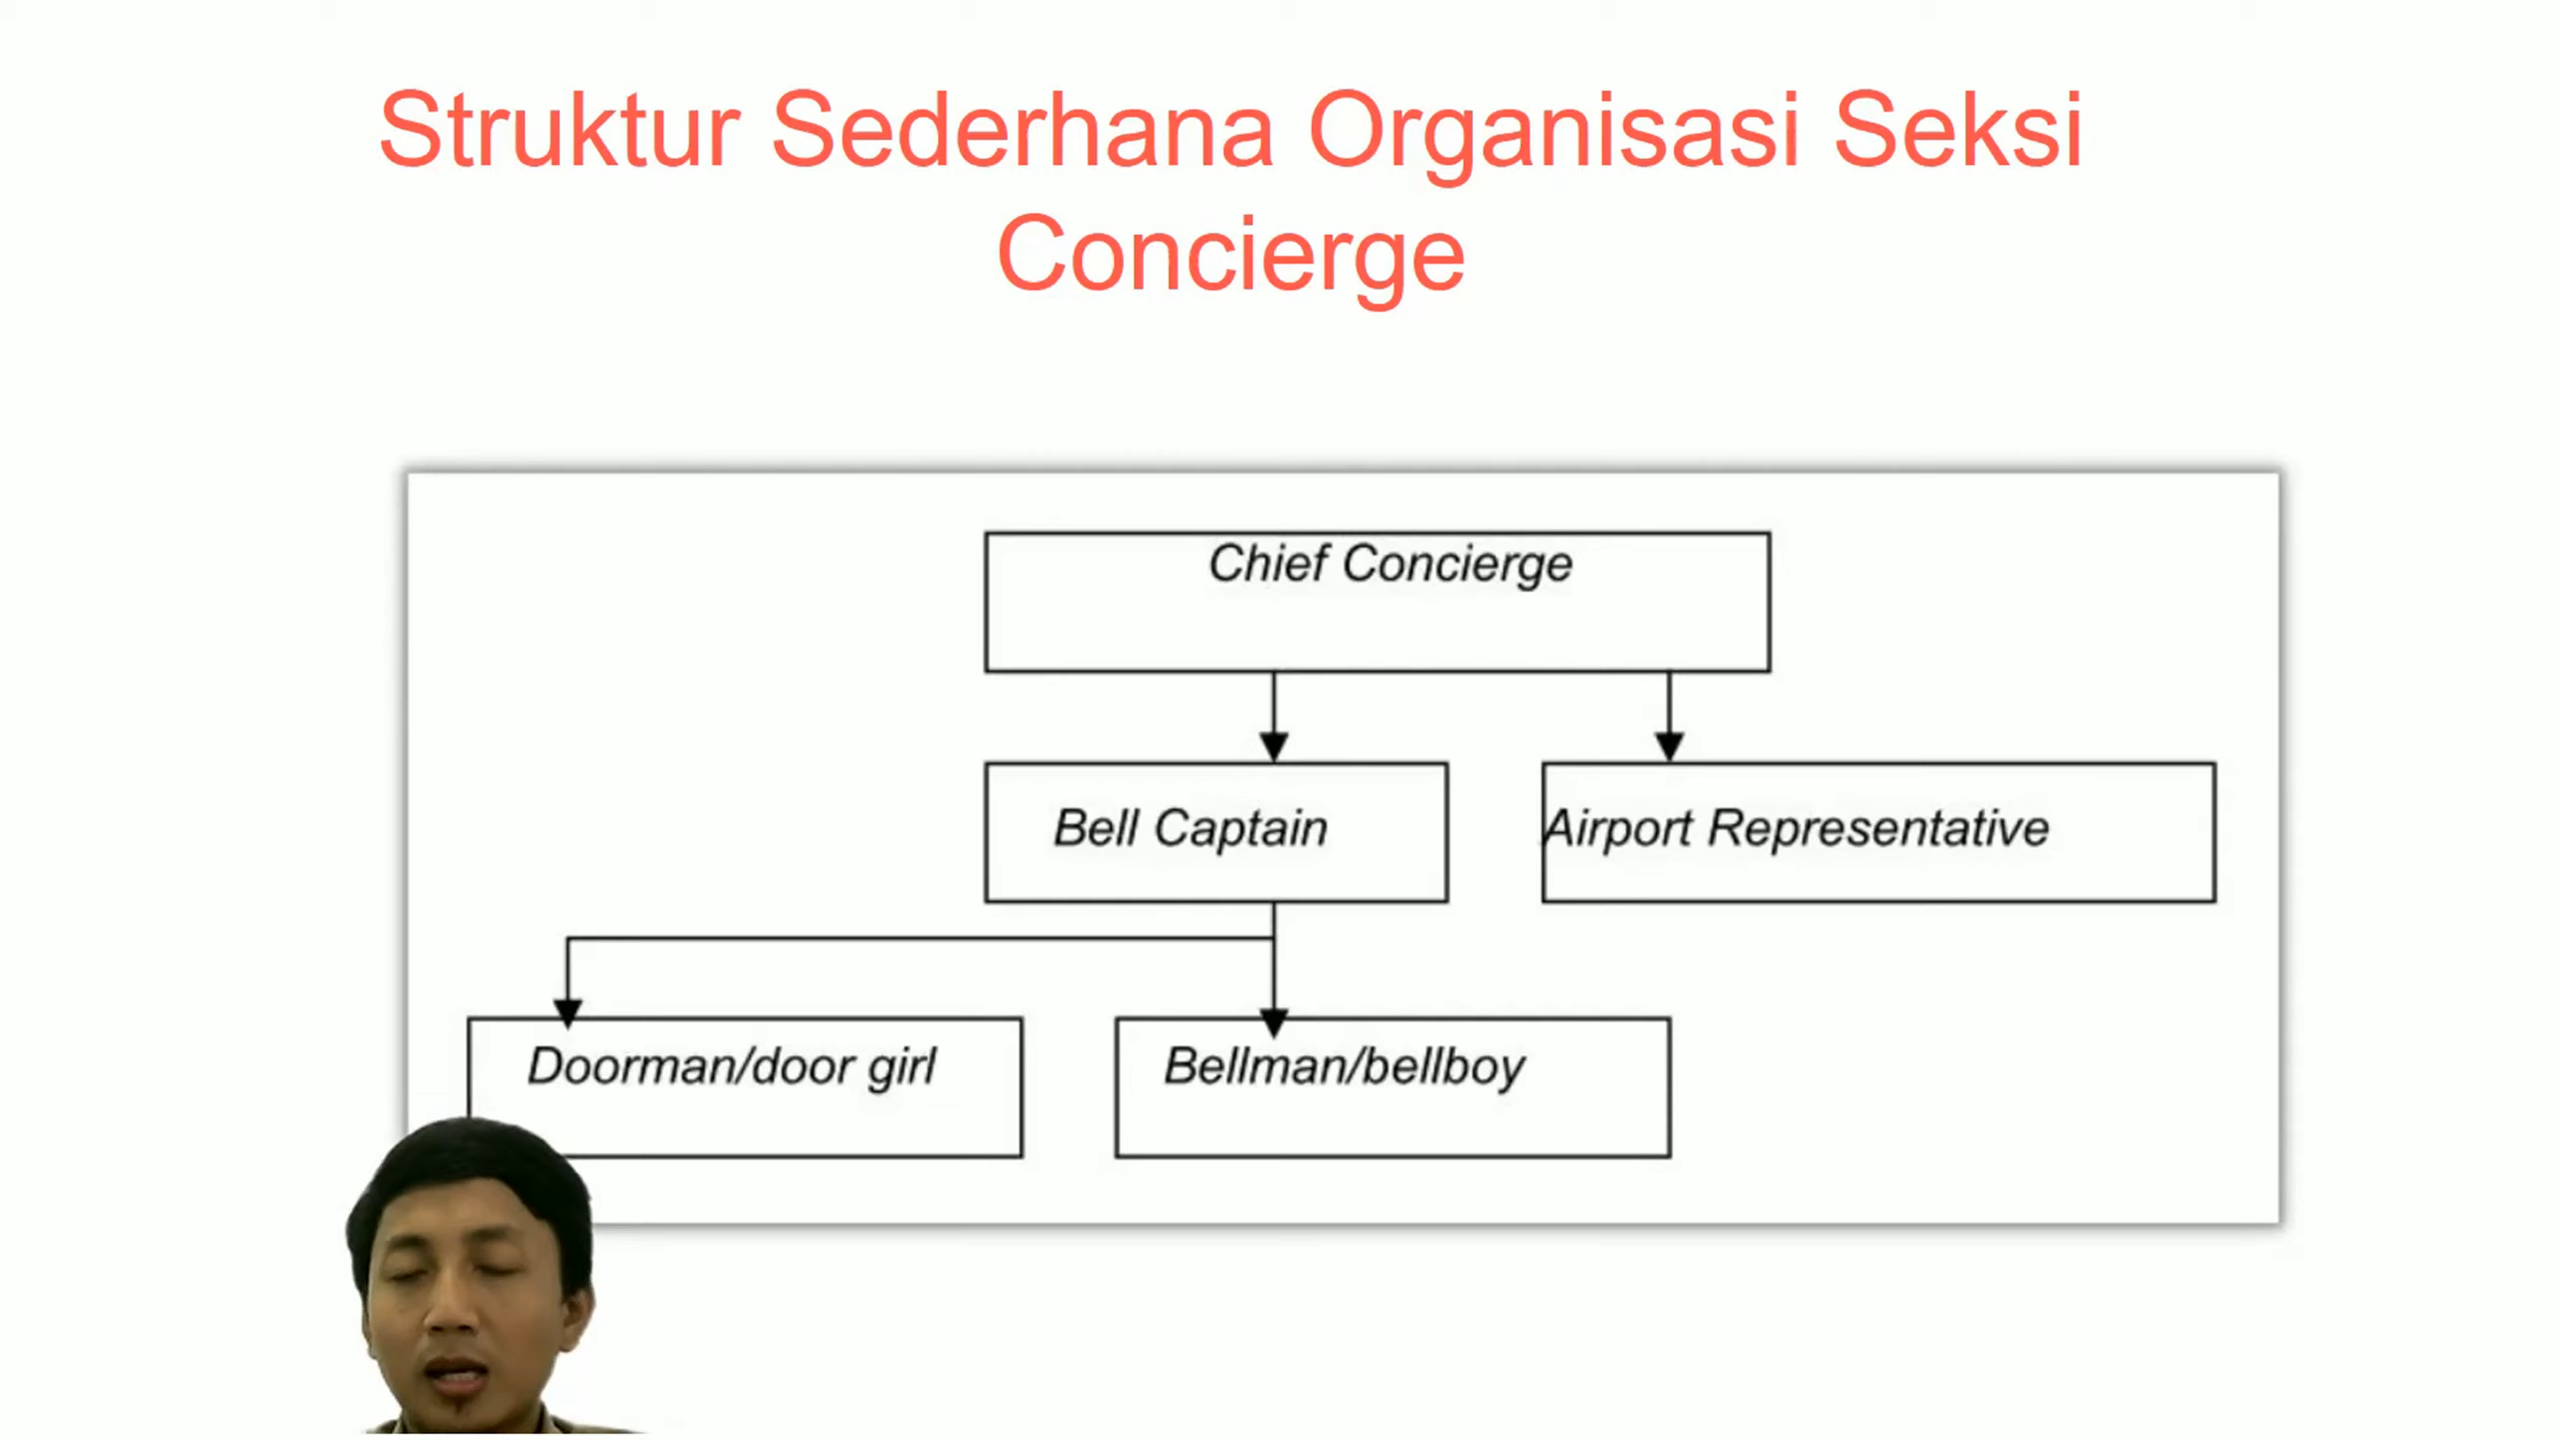 Struktur Sederhana Organisasi Seksi
Concierge
Chief Concierge
Bell Captain
Airport Representative
Doorman/door girl
Bellman/bellboy